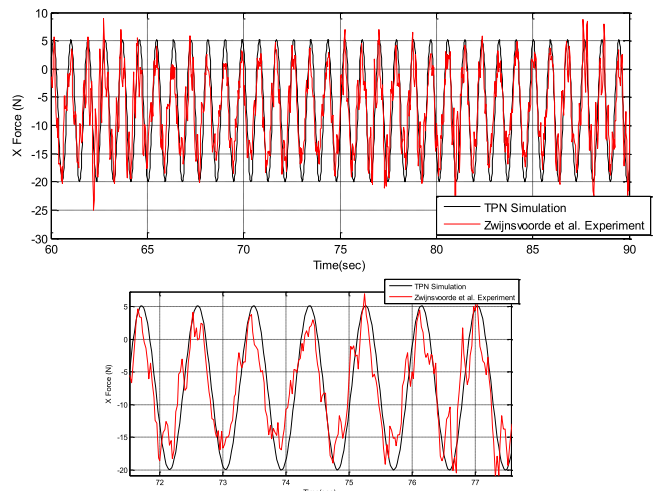 10
5
0
-5
-10
-15
-20
-25
-30
X Force (N)
60 65 70 75 80 85 90
Time(sec)
TPN Simulation
Zwijnsvoorde et al. Experiment
TPN Simulation
Zwijnsvoorde et al. Experiment
5
0
-5
-10
-15
-20
X Force (N)
72 73 74 75 76 77